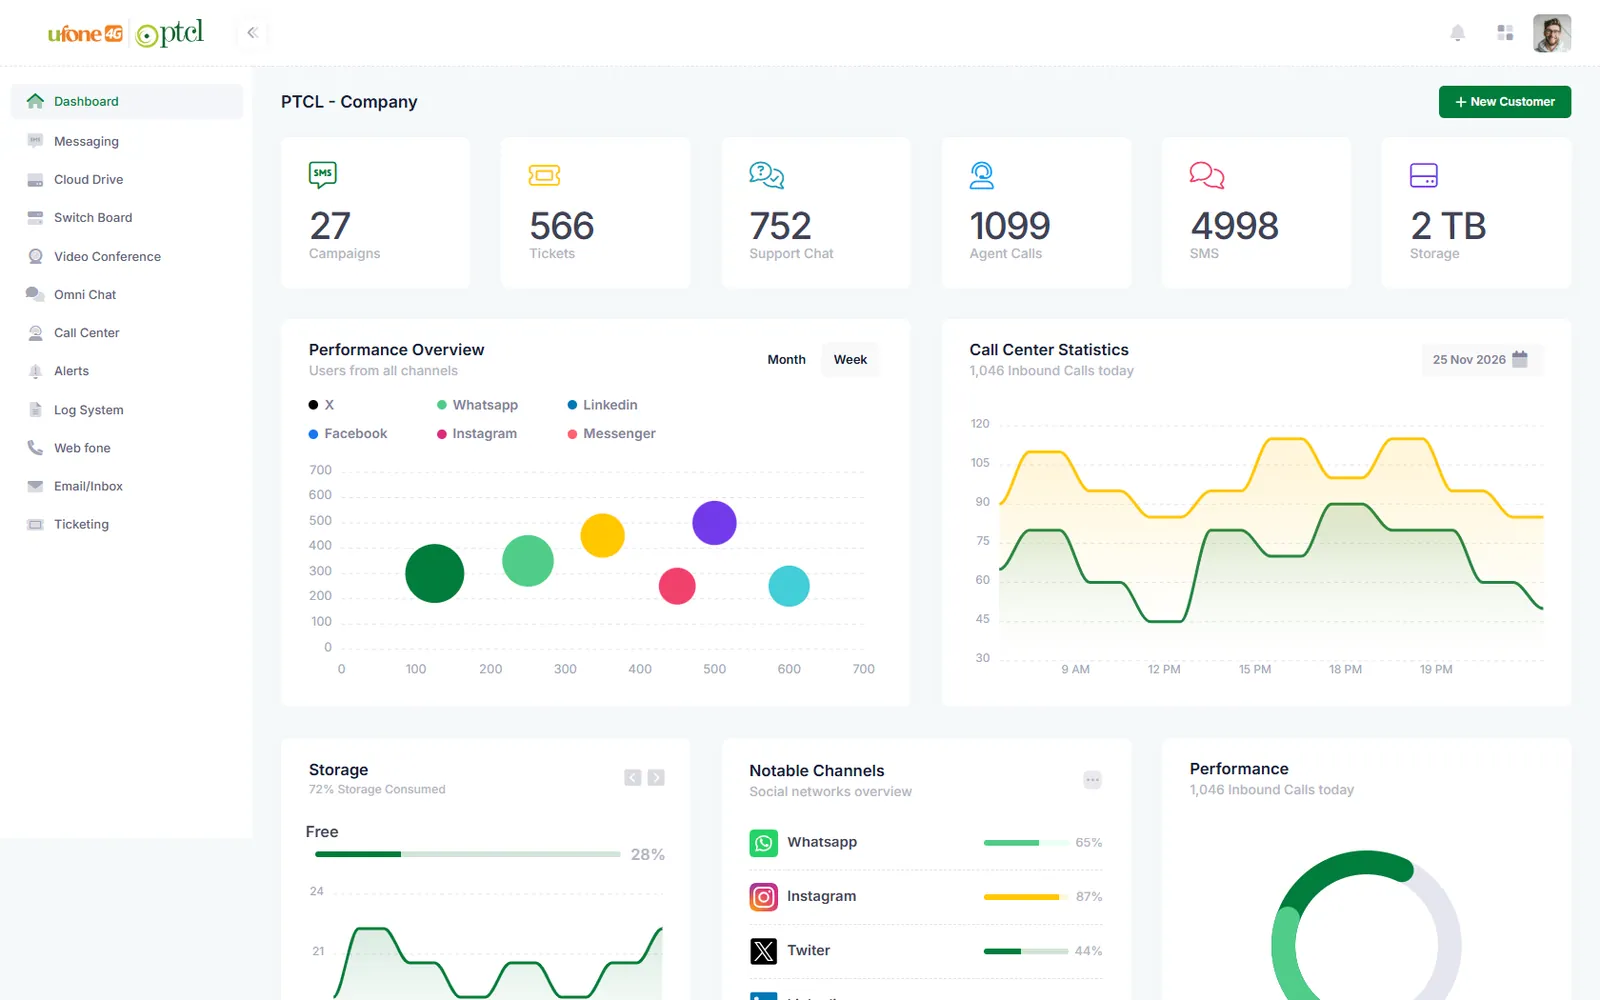 ufone 4G ptcl
Dashboard
Messaging
Cloud Drive
Switch Board
Video Conference
Omni Chat
Call Center
Alerts
Log System
Web fone
Email/Inbox
Ticketing
PTCL - Company
+ New Customer
SMS
27
Campaigns
566
Tickets
752
Support Chat
1099
Agent Calls
4998
SMS
2 TB
Storage
Performance Overview
Users from all channels
Month
Week
X
Whatsapp
Linkedin
Facebook
Instagram
Messenger
700
600
500
400
300
200
100
0
0 100 200 300 400 500 600 700
Call Center Statistics
1,046 Inbound Calls today
25 Nov 2026
120
105
90
75
60
45
30
9 AM 12 PM 15 PM 18 PM 19 PM
Storage
72% Storage Consumed
Free
28%
24
21
Notable Channels
Social networks overview
Whatsapp 65%
Instagram 87%
Twiter 44%
Performance
1,046 Inbound Calls today